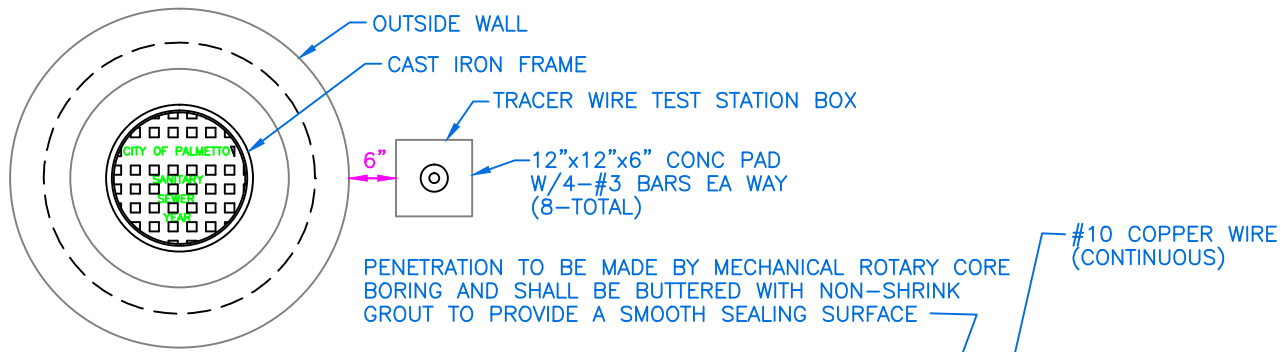 OUTSIDE WALL
CAST IRON FRAME
TRACER WIRE TEST STATION BOX
CITY OF PALMETTO
SANITARY
SEWER
YEAR
6”
12”x12”x6” CONC PAD
W/4-#3 BARS EA WAY
(8-TOTAL)
#10 COPPER WIRE
(CONTINUOUS)
PENETRATION TO BE MADE BY MECHANICAL ROTARY CORE
BORING AND SHALL BE BUTTERED WITH NON-SHRINK
GROUT TO PROVIDE A SMOOTH SEALING SURFACE